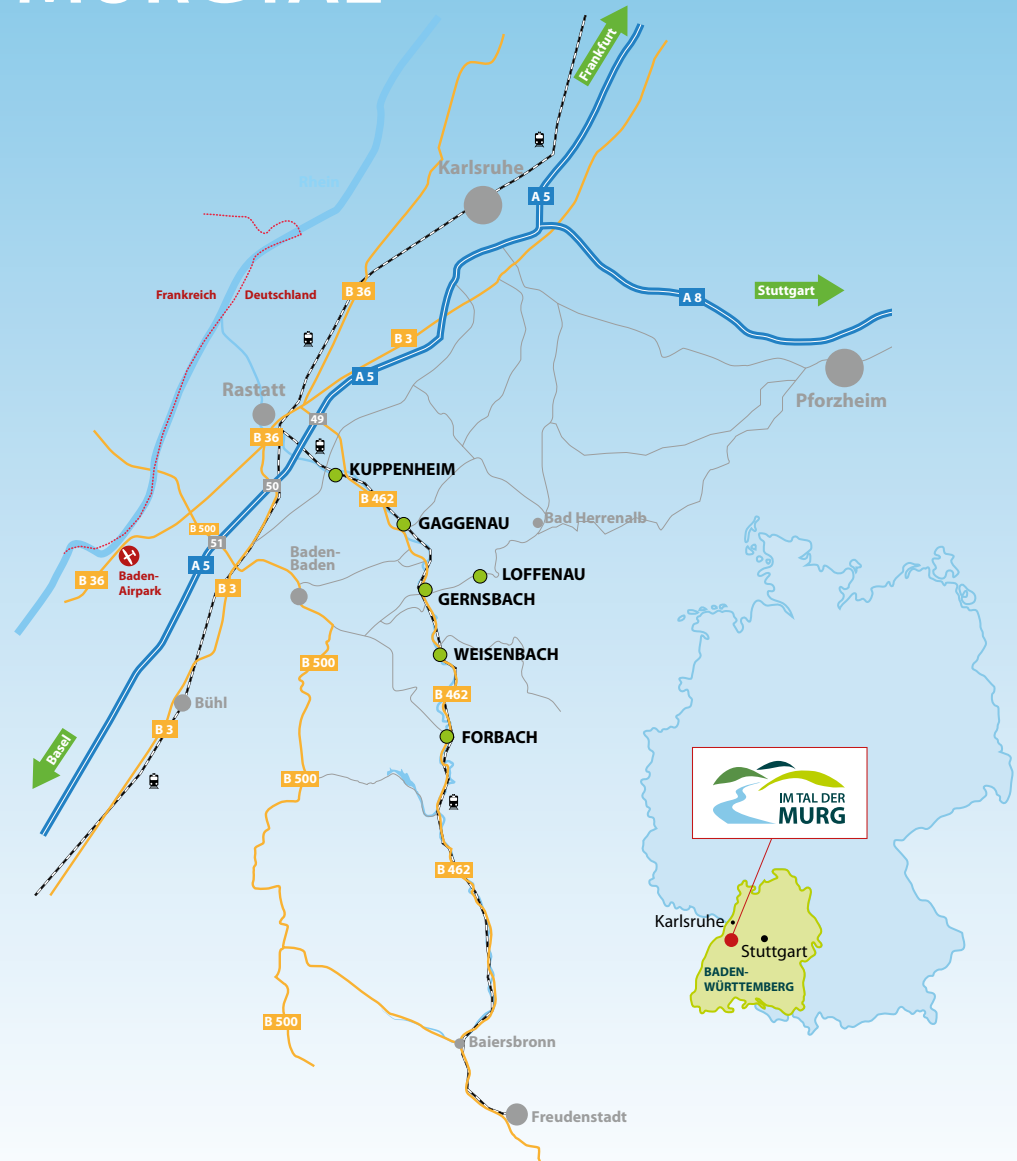 MURGTAL
Frankfurt
Karlsruhe
A 5
Rhein
Frankreich
Deutschland
B 36
Stuttgart
A 8
B 3
A 5
Rastatt
Pforzheim
49
B 36
KUPPENHEIM
50
B 462
GAGGENAU
Bad Herrenalb
B 500
51
Baden-
Baden
A 5
Baden-
Airpark
B 36
B 3
LOFFENAU
GERNSBACH
WEISENBACH
B 500
B 462
Bühl
B 3
FORBACH
Basel
B 500
IM TAL DER
MURG
B 462
Karlsruhe
Stuttgart
BADEN-
WÜRTTEMBERG
B 500
Baiersbronn
Freudenstadt